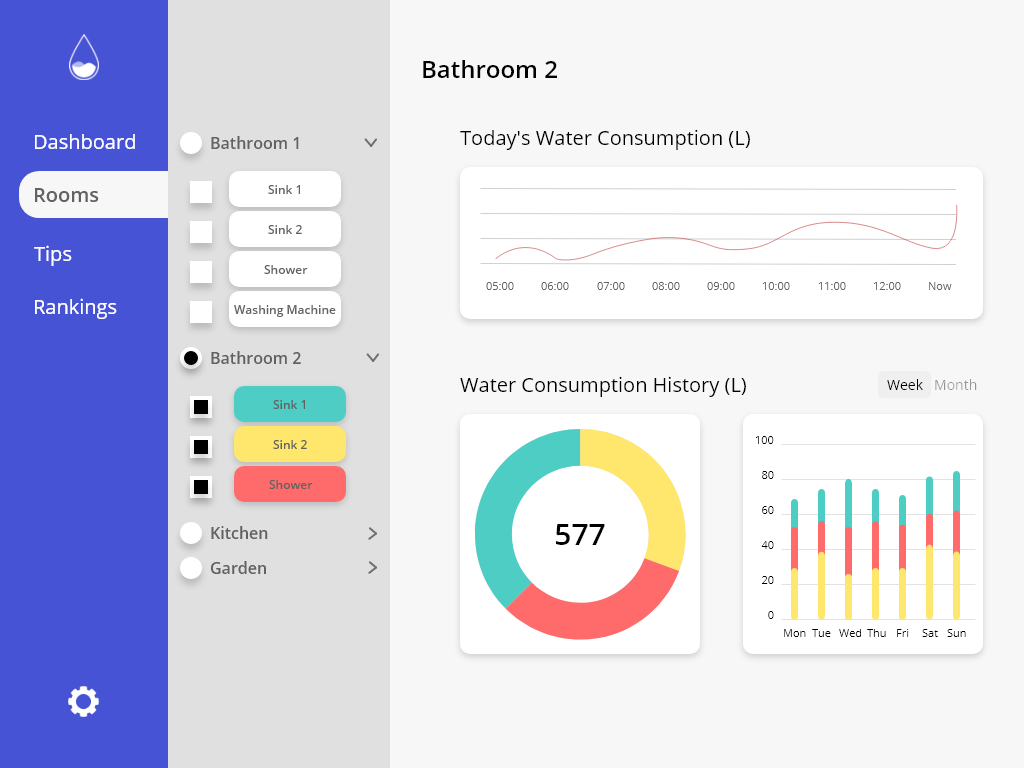 Dashboard
Rooms
Tips
Rankings
Bathroom 1
Sink 1
Sink 2
Shower
Washing Machine
Bathroom 2
Sink 1
Sink 2
Shower
Kitchen
Garden
Bathroom 2
Today's Water Consumption (L)
05:00 06:00 07:00 08:00 09:00 10:00 11:00 12:00 Now
Water Consumption History (L)
Week Month
577
100
80
60
40
20
0
Mon Tue Wed Thu Fri Sat Sun